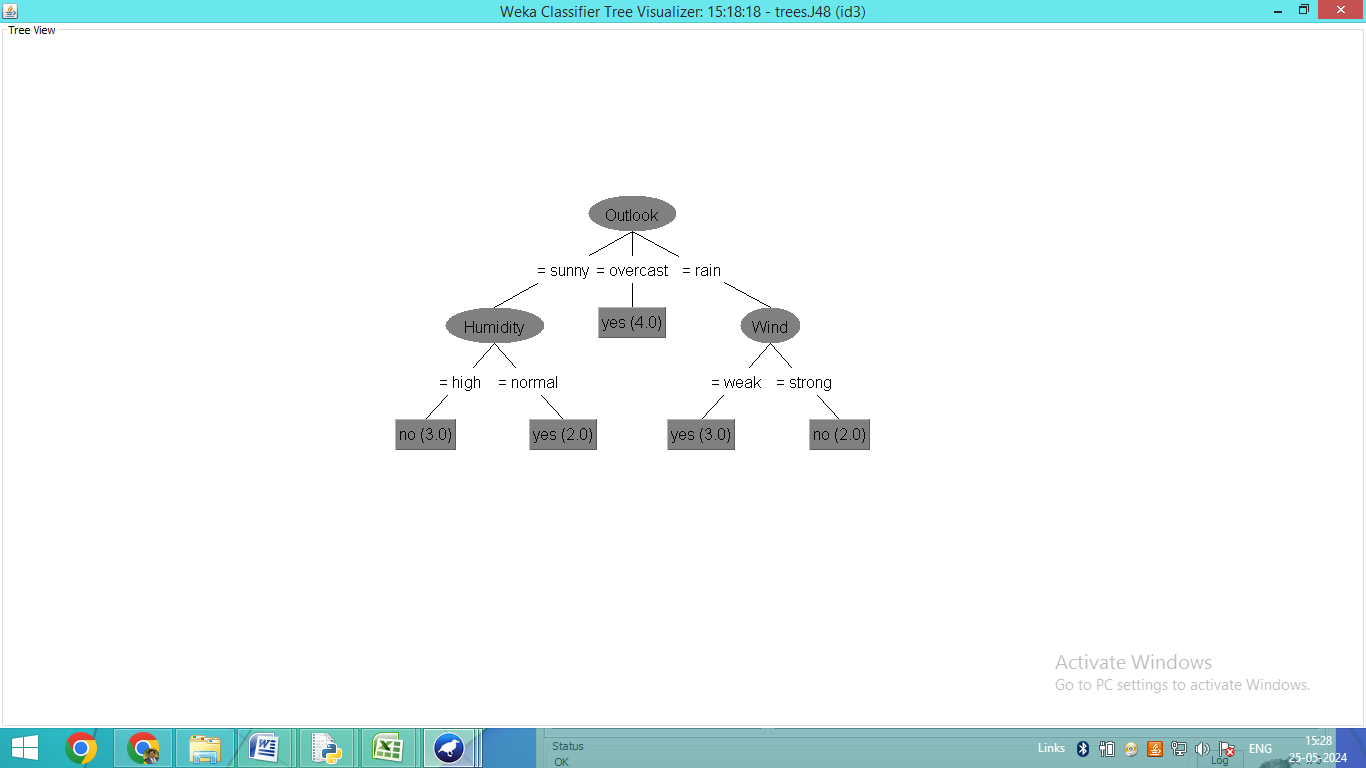 Weka Classifier Tree Visualizer: 15:18:18 - trees.J48 (id3)
Tree View
Outlook
= sunny = overcast = rain
Humidity yes (4.0) Wind
= high = normal = weak = strong
no (3.0) yes (2.0) yes (3.0) no (2.0)
Activate Windows
Go to PC settings to activate Windows.
Status
OK
Links
Log
ENG
15:28
25-05-2024